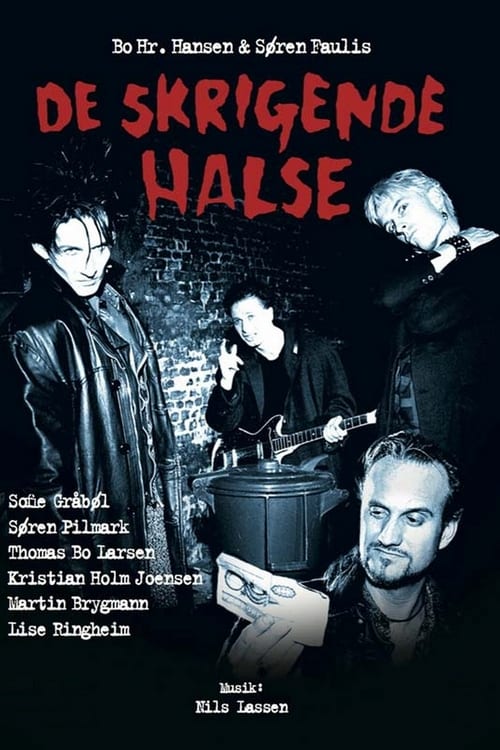 Bo Hr. Hansen & Søren Faulis
DE SKRIGENDE
HALSE
Sofie Gråbøl
Søren Pilmark
Thomas Bo Larsen
Kristian Holm Joensen
Martin Brygmann
Lise Ringheim
Musik:
Nils Lassen